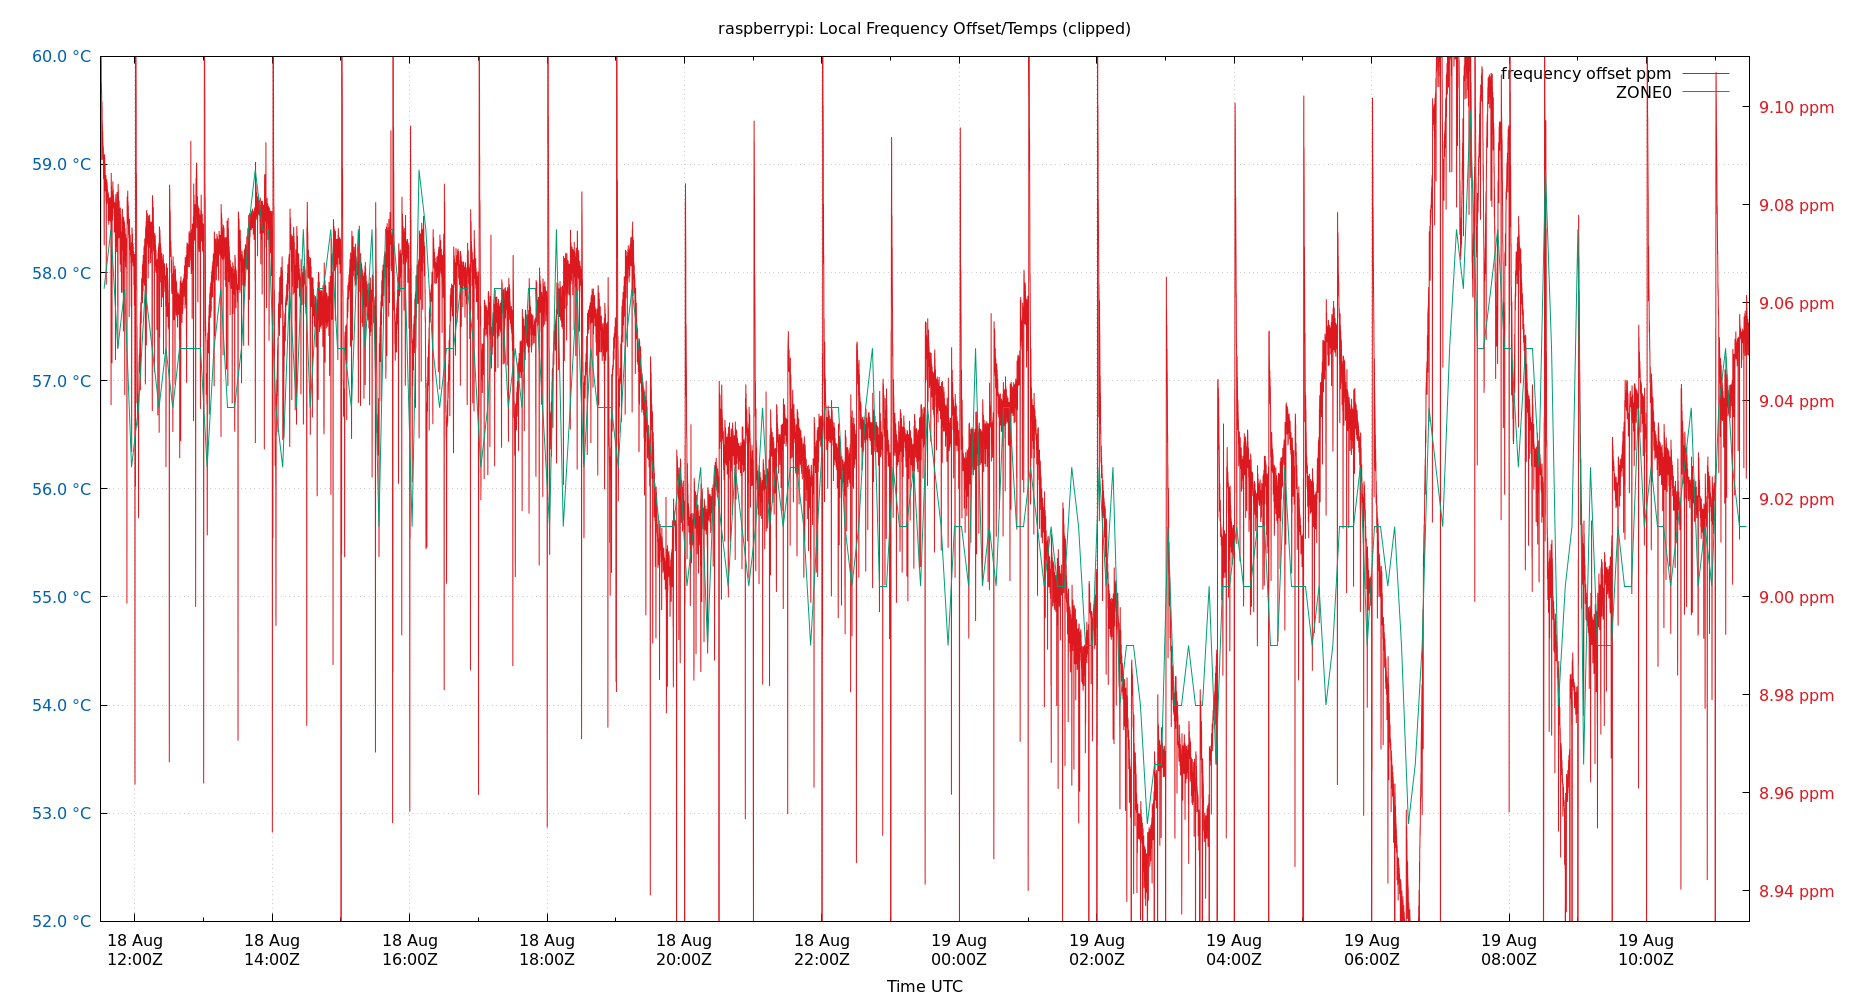 raspberrypi: Local Frequency Offset/Temps (clipped)
60.0 °C
59.0 °C
58.0 °C
57.0 °C
56.0 °C
55.0 °C
54.0 °C
53.0 °C
52.0 °C
frequency offset ppm
ZONE0
9.10 ppm
9.08 ppm
9.06 ppm
9.04 ppm
9.02 ppm
9.00 ppm
8.98 ppm
8.96 ppm
8.94 ppm
18 Aug
12:00Z
18 Aug
14:00Z
18 Aug
16:00Z
18 Aug
18:00Z
18 Aug
20:00Z
18 Aug
22:00Z
19 Aug
00:00Z
19 Aug
02:00Z
19 Aug
04:00Z
19 Aug
06:00Z
19 Aug
08:00Z
19 Aug
10:00Z
Time UTC